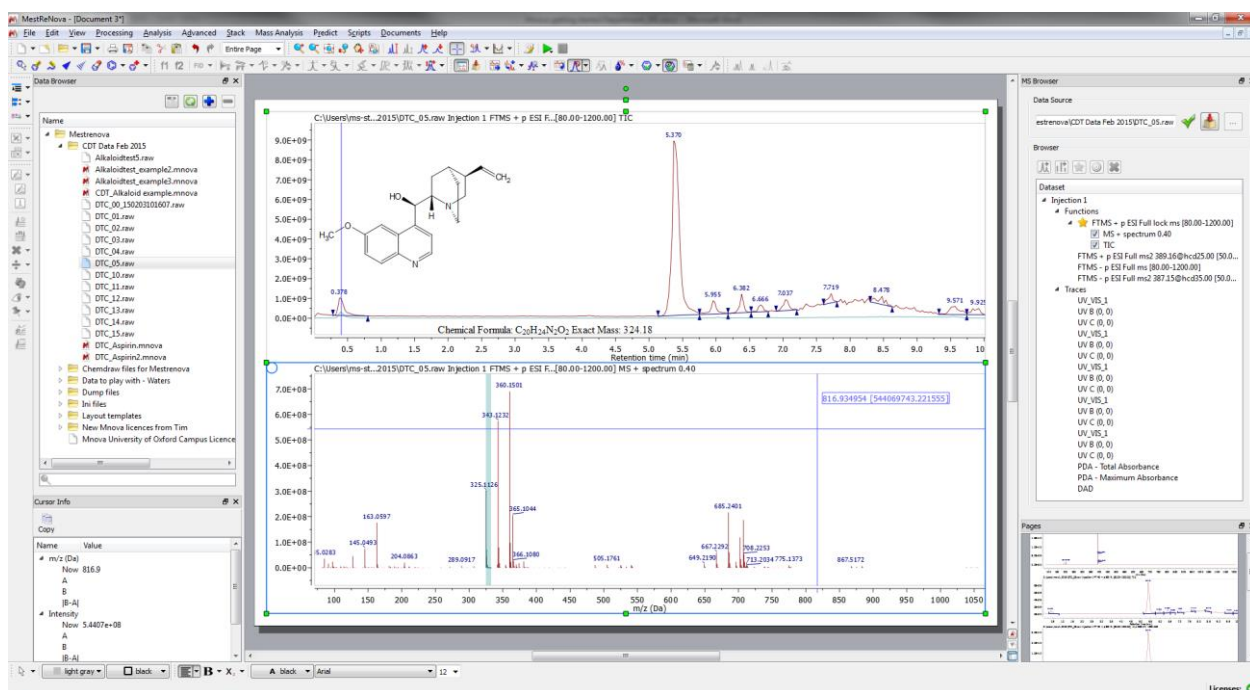 MestReNova - [Document 3*]
File Edit View Processing Analysis Advanced Stack Mass Analysis Predict Scripts Documents Help
Entire Page
Data Browser
Name
Mestrenova
CDT Data Feb 2015
Alkaloidtest5.raw
Alkaloidtest_example2.mnova
Alkaloidtest_example3.mnova
CDT_Alkaloid example.mnova
DTC_00_150203101607.raw
DTC_01.raw
DTC_02.raw
DTC_03.raw
DTC_04.raw
DTC_05.raw
DTC_10.raw
DTC_11.raw
DTC_12.raw
DTC_13.raw
DTC_14.raw
DTC_15.raw
DTC_Aspirin.mnova
DTC_Aspirin2.mnova
Chemdraw files for Mestrenova
Data to play with - Waters
Dump files
Ini files
Layout templates
New Mnova licences from Tim
Mnova University of Oxford Campus Licence
Cursor Info
Copy
Name Value
m/z (Da)
Now 816.9
A
B
|B-A|
Intensity
Now 5.4407e+08
A
B
|B-A|
C:\Users\ms-st...2015\DTC_05.raw Injection 1 FTMS + p ESI F...[80.00-1200.00] TIC
9.0E+09
8.0E+09
7.0E+09
6.0E+09
5.0E+09
4.0E+09
3.0E+09
2.0E+09
1.0E+09
0.0E+00
CH₂
HO
H
N
H₃C
O
N
0.378
5.370
5.955
6.382
6.666
7.037
7.719
8.478
9.571
9.925
Chemical Formula: C₂₀H₂₄N₂O₂ Exact Mass: 324.18
0.5 1.0 1.5 2.0 2.5 3.0 3.5 4.0 4.5 5.0 5.5 6.0 6.5 7.0 7.5 8.0 8.5 9.0 9.5 10.0
Retention time (min)
C:\Users\ms-st...2015\DTC_05.raw Injection 1 FTMS + p ESI F...[80.00-1200.00] MS + spectrum 0.40
7.0E+08
6.0E+08
5.0E+08
4.0E+08
3.0E+08
2.0E+08
1.0E+08
0.0E+00
360.1501
343.1232
816.934954 [544069743.221555]
325.1126
365.1044
163.0597
145.0493
204.0863
289.0917
366.1080
505.1761
685.2401
667.2292
708.2253
649.2190
713.2034
775.1373
867.5172
100 150 200 250 300 350 400 450 500 550 600 650 700 750 800 850 900 950 1000 1050
m/z (Da)
MS Browser
Data Source
estrenova\CDT Data Feb 2015\DTC_05.raw
Browser
Dataset
Injection 1
Functions
FTMS + p ESI Full lock ms [80.00-1200.00]
MS + spectrum 0.40
TIC
FTMS + p ESI Full ms2 389.16@hcd25.00 [50.0...
FTMS - p ESI Full ms [80.00-1200.00]
FTMS - p ESI Full ms2 387.15@hcd35.00 [50.0...
Traces
UV_VIS_1
UV B (0, 0)
UV C (0, 0)
UV_VIS_1
UV B (0, 0)
UV C (0, 0)
UV_VIS_1
UV B (0, 0)
UV C (0, 0)
UV_VIS_1
UV B (0, 0)
UV C (0, 0)
UV_VIS_1
UV B (0, 0)
UV C (0, 0)
PDA - Total Absorbance
PDA - Maximum Absorbance
DAD
Pages
light gray black B X, A black Arial 12
Licenses: